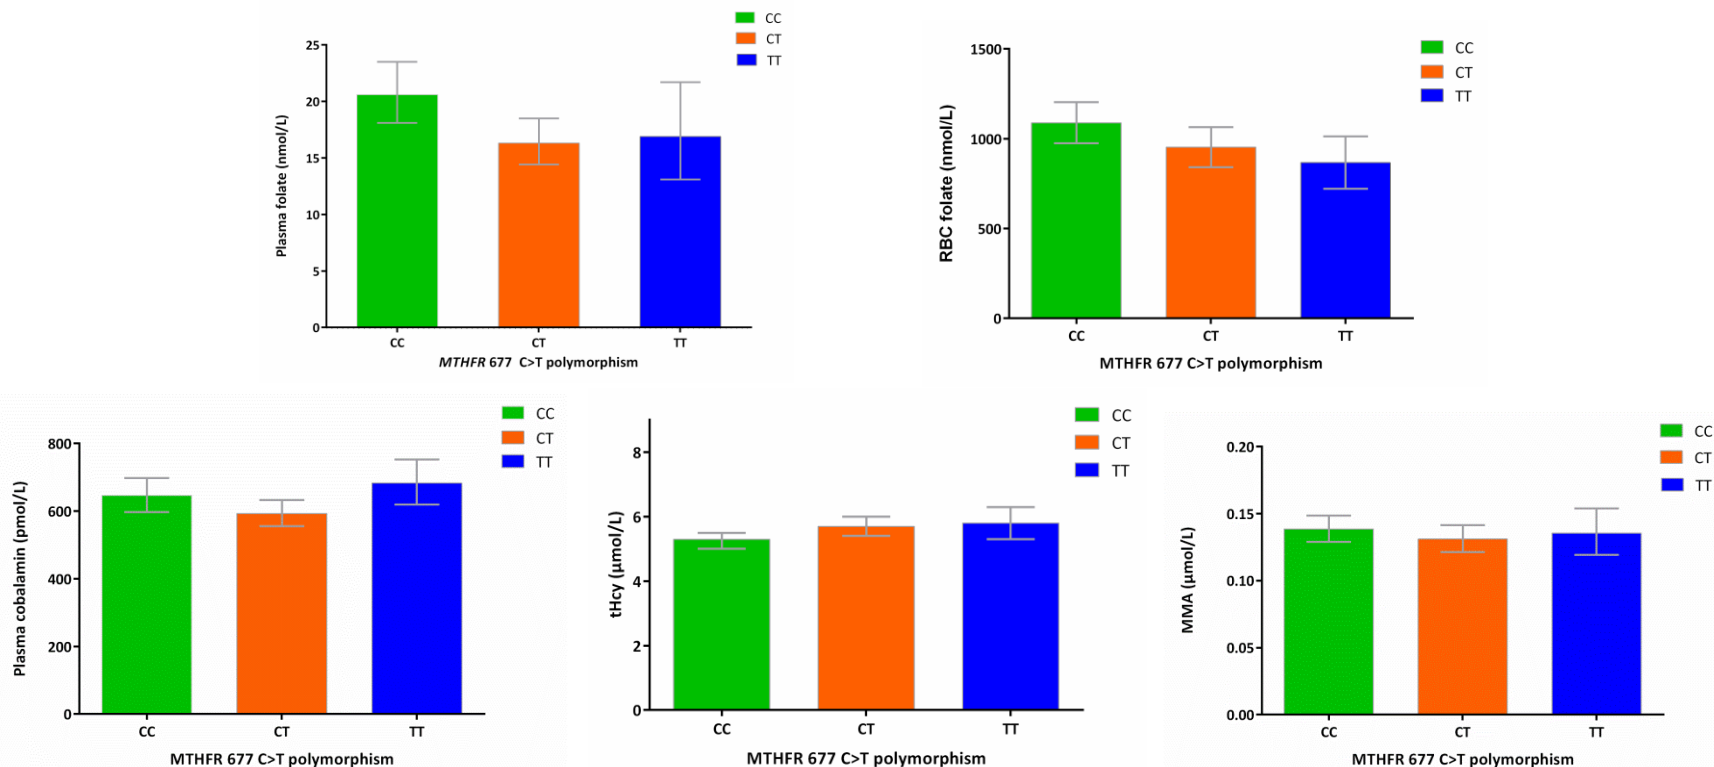 CC
CT
TT
25
20
15
10
5
0
Plasma folate (nmol/L)
CC CT TT
MTHFR 677 C>T polymorphism
CC
CT
TT
1500
1000
500
0
RBC folate (nmol/L)
CC CT TT
MTHFR 677 C>T polymorphism
CC
CT
TT
800
600
400
200
0
Plasma cobalamin (pmol/L)
CC CT TT
MTHFR 677 C>T polymorphism
CC
CT
TT
8
6
4
2
0
tHcy (μmol/L)
CC CT TT
MTHFR 677 C>T polymorphism
CC
CT
TT
0.20
0.15
0.10
0.05
0.00
MMA (μmol/L)
CC CT TT
MTHFR 677 C>T polymorphism